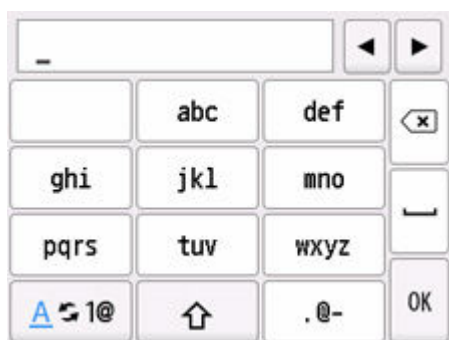 _
abc def
ghi jkl mno
pqrs tuv wxyz
A 1@ .@- OK